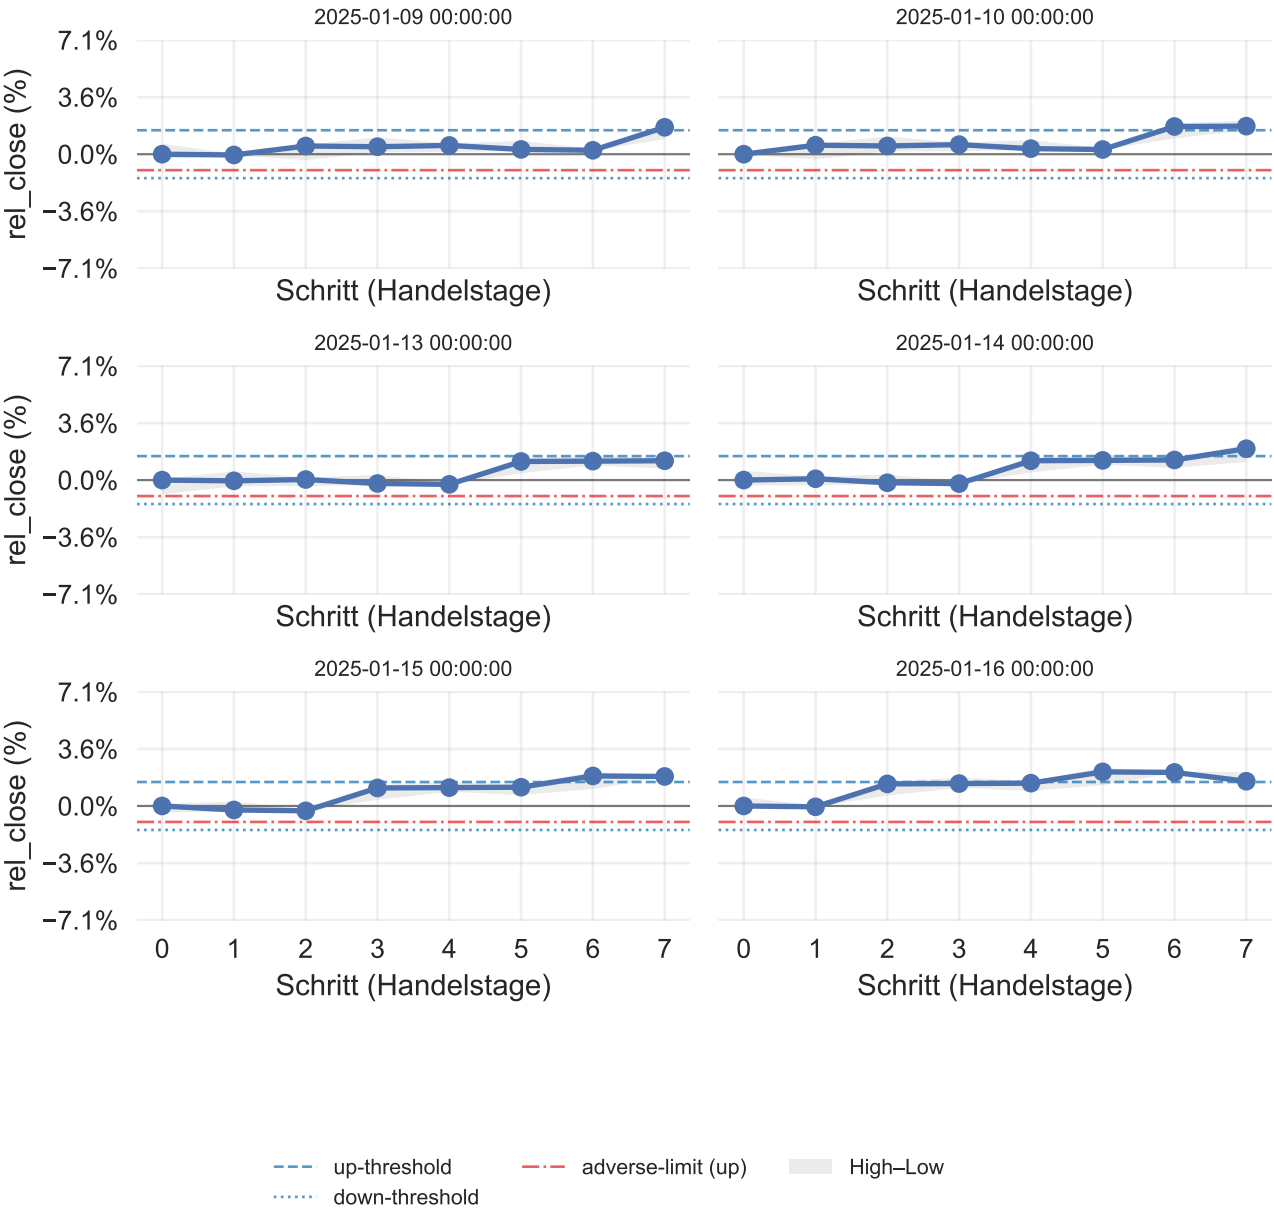 2025-01-09 00:00:00
2025-01-10 00:00:00
7.1%
3.6%
0.0%
−3.6%
−7.1%
rel_close (%)
Schritt (Handelstage)
Schritt (Handelstage)
2025-01-13 00:00:00
2025-01-14 00:00:00
7.1%
3.6%
0.0%
−3.6%
−7.1%
rel_close (%)
Schritt (Handelstage)
Schritt (Handelstage)
2025-01-15 00:00:00
2025-01-16 00:00:00
7.1%
3.6%
0.0%
−3.6%
−7.1%
rel_close (%)
0 1 2 3 4 5 6 7
0 1 2 3 4 5 6 7
Schritt (Handelstage)
Schritt (Handelstage)
up-threshold
down-threshold
adverse-limit (up)
High–Low